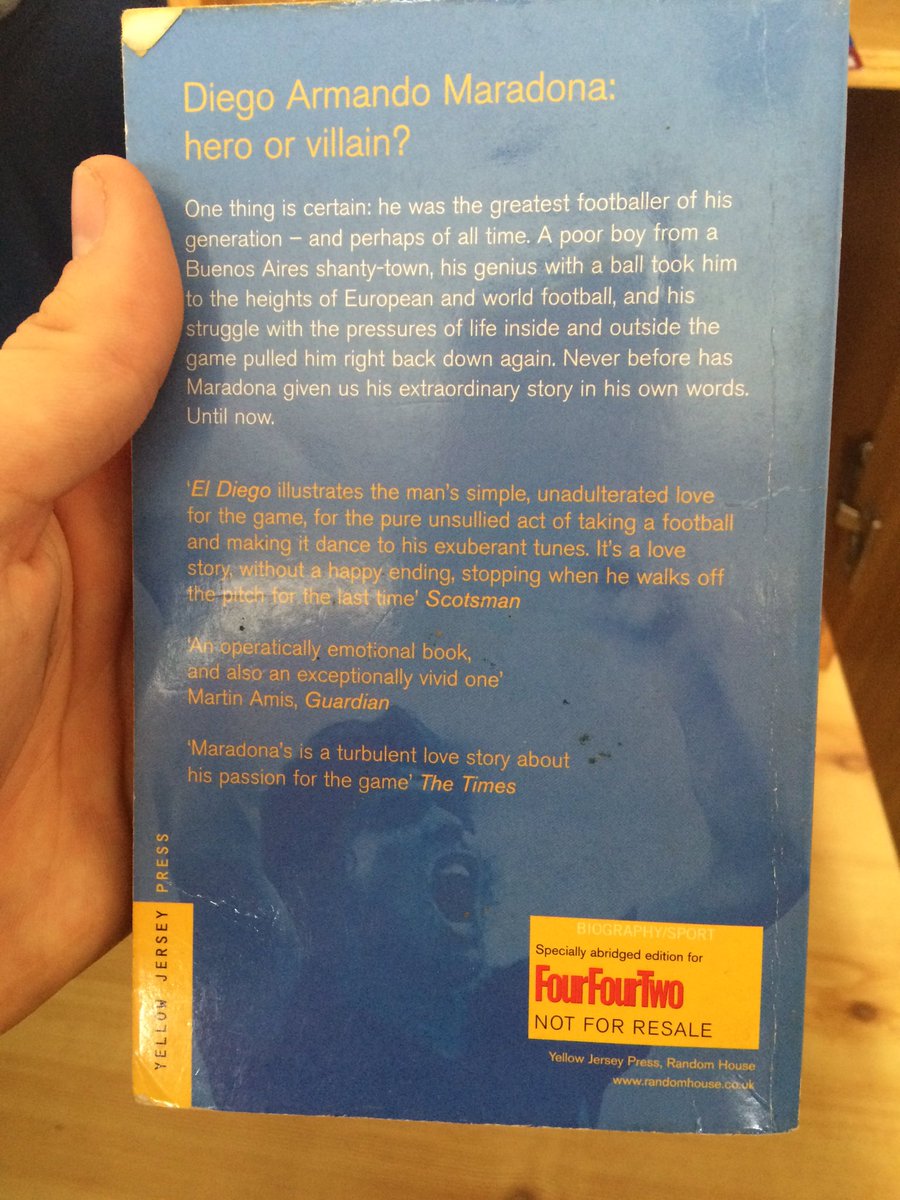 Diego Armando Maradona:
hero or villain?
One thing is certain: he was the greatest footballer of his
generation – and perhaps of all time. A poor boy from a
Buenos Aires shanty-town, his genius with a ball took him
to the heights of European and world football, and his
struggle with the pressures of life inside and outside the
game pulled him right back down again. Never before has
Maradona given us his extraordinary story in his own words.
Until now.
‘El Diego illustrates the man’s simple, unadulterated love
for the game, for the pure unsullied act of taking a football
and making it dance to his exuberant tunes. It’s a love
story, without a happy ending, stopping when he walks off
the pitch for the last time’ Scotsman
‘An operatically emotional book,
and also an exceptionally vivid one’
Martin Amis, Guardian
‘Maradona’s is a turbulent love story about
his passion for the game’ The Times
YELLOW JERSEY PRESS
BIOGRAPHY/SPORT
Specially abridged edition for
FourFourTwo
NOT FOR RESALE
Yellow Jersey Press, Random House
www.randomhouse.co.uk